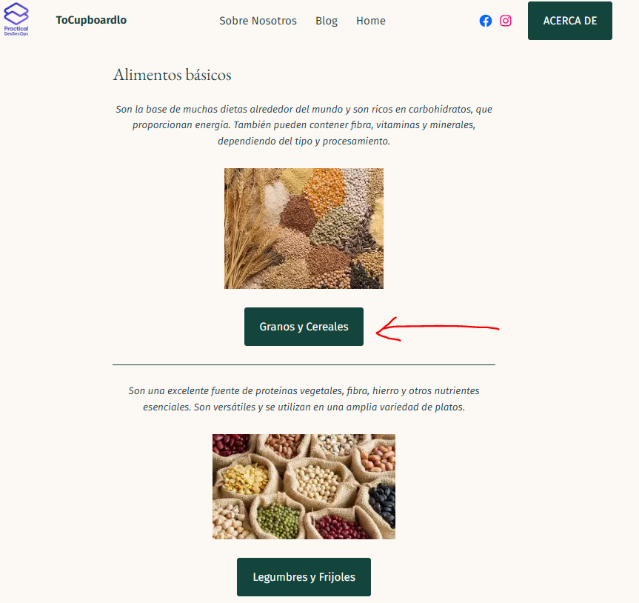 Practical
DevSecOps
ToCupboardlo
Sobre Nosotros
Blog
Home
ACERCA DE
Alimentos básicos
Son la base de muchas dietas alrededor del mundo y son ricos en carbohidratos, que
proporcionan energía. También pueden contener fibra, vitaminas y minerales,
dependiendo del tipo y procesamiento.
Granos y Cereales
Son una excelente fuente de proteínas vegetales, fibra, hierro y otros nutrientes
esenciales. Son versátiles y se utilizan en una amplia variedad de platos.
Legumbres y Frijoles